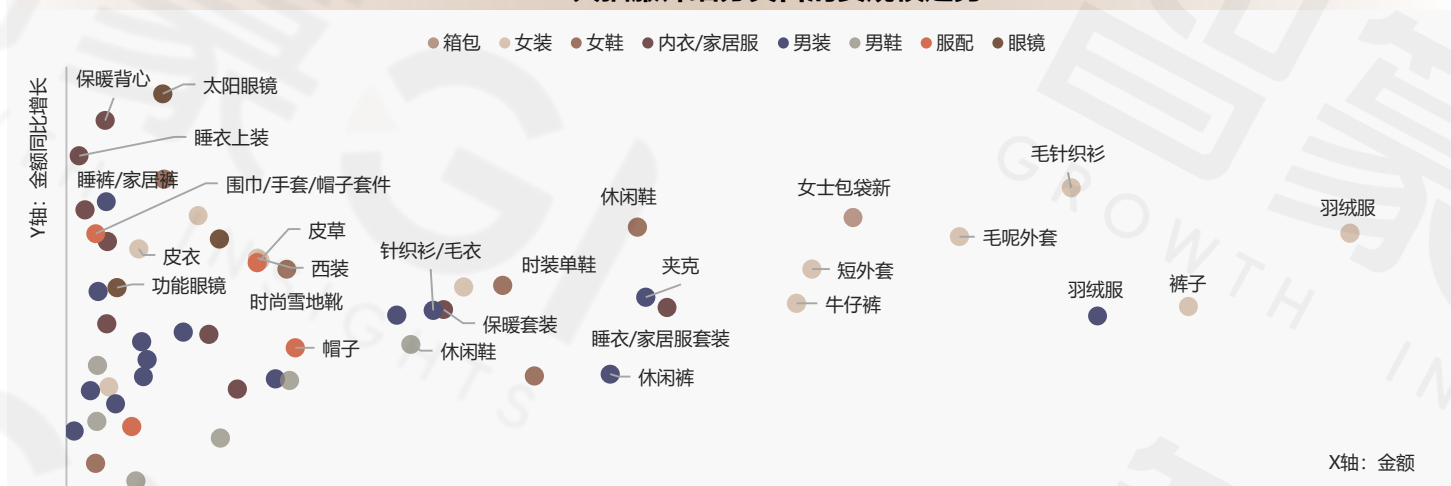 箱包 女装 女鞋 内衣/家居服 男装 男鞋 服配 眼镜
Y轴：金额同比增长
保暖背心
太阳眼镜
睡衣上装
睡裤/家居裤
围巾/手套/帽子套件
皮草
皮衣
西装
功能眼镜
时尚雪地靴
帽子
针织衫/毛衣
时装单鞋
保暖套装
休闲鞋
休闲鞋
夹克
睡衣/家居服套装
休闲裤
女士包袋新
短外套
牛仔裤
毛针织衫
毛呢外套
羽绒服
裤子
羽绒服
X轴：金额
GROWTH INSIGHTS
GROWTH IN